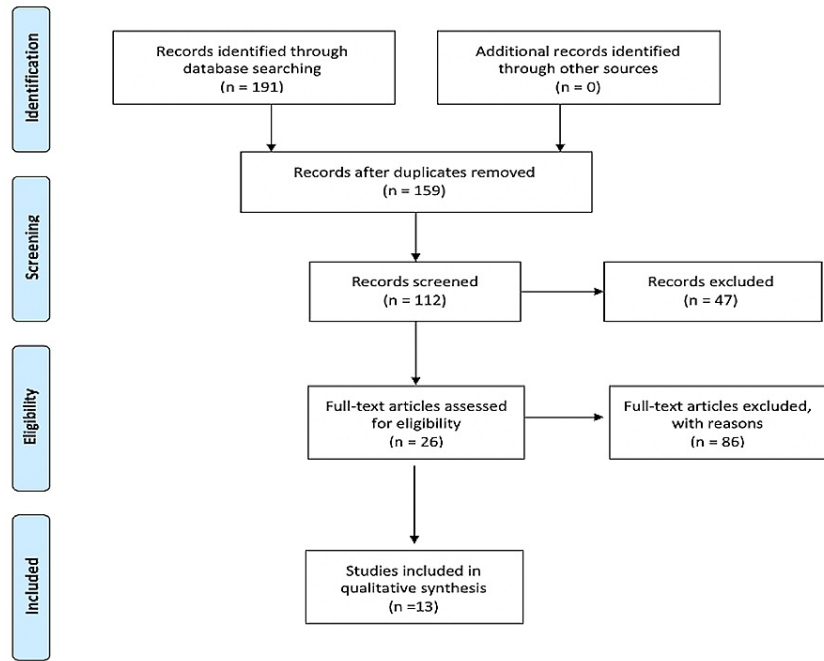 Identification
Records identified through
database searching
(n = 191)
Additional records identified
through other sources
(n = 0)
Records after duplicates removed
(n = 159)
Screening
Records screened
(n = 112)
Records excluded
(n = 47)
Eligibility
Full-text articles assessed
for eligibility
(n = 26)
Full-text articles excluded,
with reasons
(n = 86)
Included
Studies included in
qualitative synthesis
(n =13)